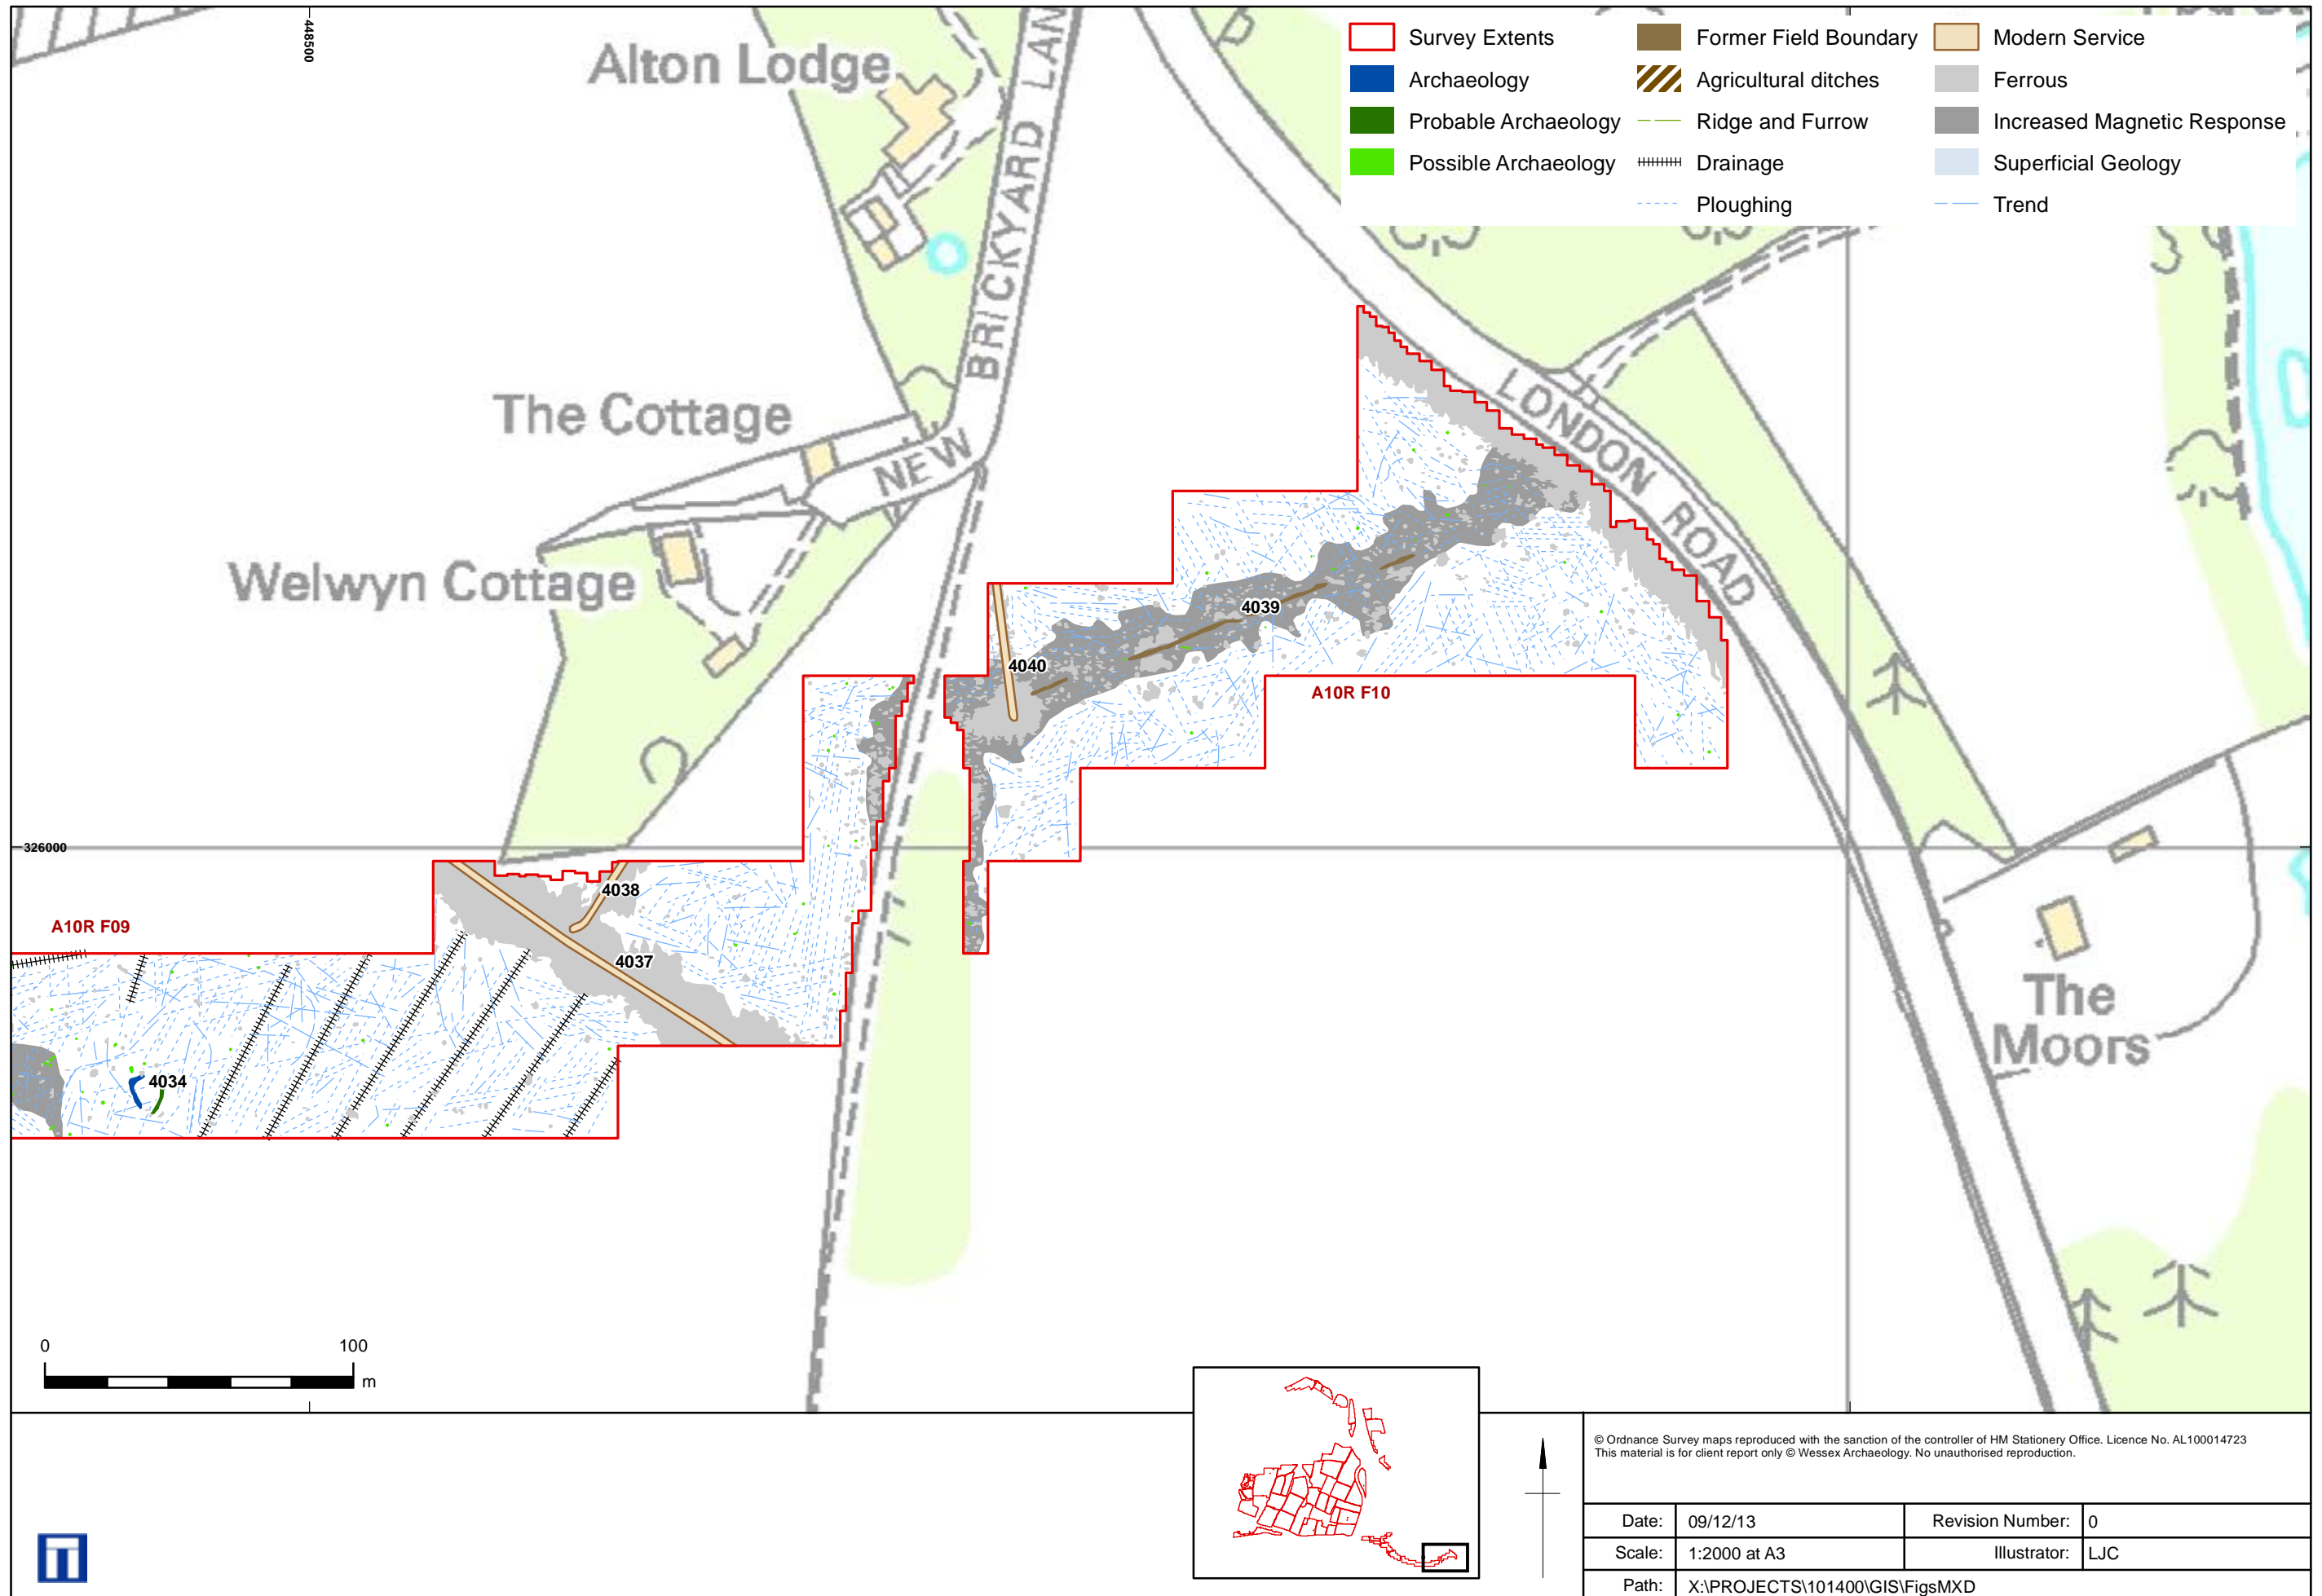 448500
Alton Lodge
BRICKYARD LAN
Survey Extents
Archaeology
Probable Archaeology
Possible Archaeology
Former Field Boundary
Agricultural ditches
Ridge and Furrow
Drainage
Ploughing
Modern Service
Ferrous
Increased Magnetic Response
Superficial Geology
Trend
The Cottage
NEW
LONDON ROAD
Welwyn Cottage
4039
4040
A10R F10
326000
4038
A10R F09
4037
The
Moors
4034
0 100
m
© Ordnance Survey maps reproduced with the sanction of the controller of HM Stationery Office. Licence No. AL100014723
This material is for client report only © Wessex Archaeology. No unauthorised reproduction.
Date: 09/12/13 Revision Number: 0
Scale: 1:2000 at A3 Illustrator: LJC
Path: X:\PROJECTS\101400\GIS\FigsMXD